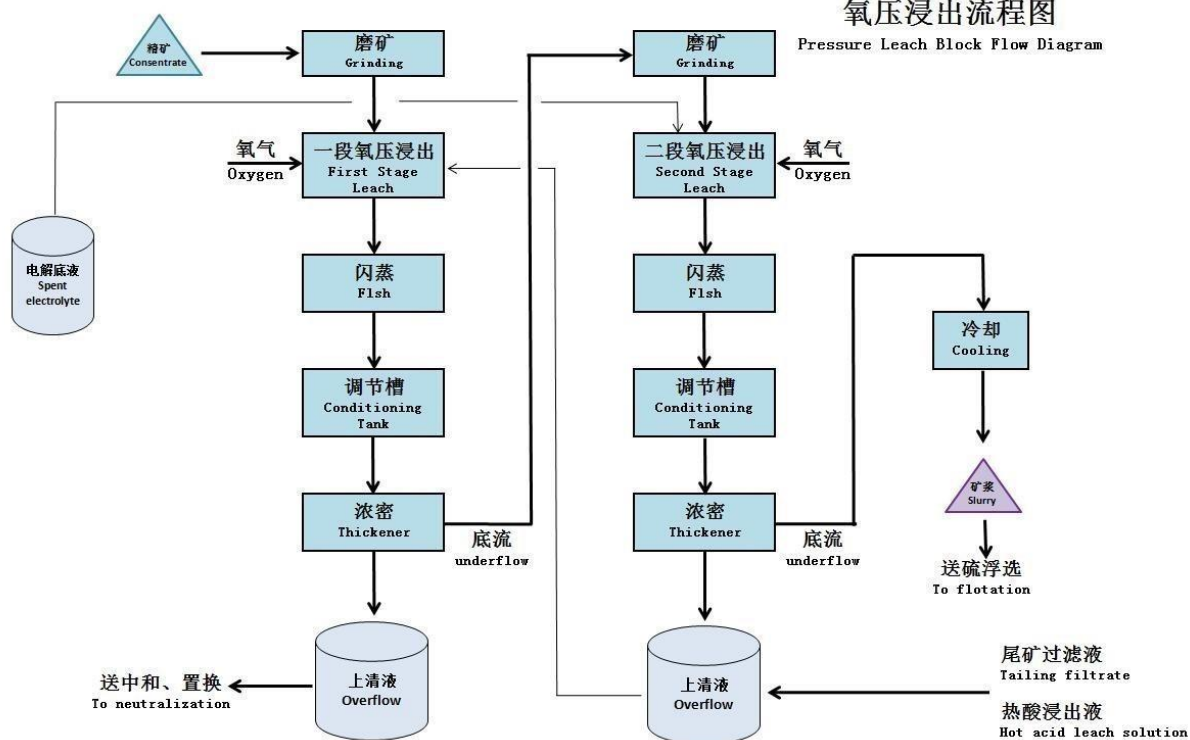 氧压浸出流程图
Pressure Leach Block Flow Diagram
精矿
Consentrate
磨矿
Grinding
磨矿
Grinding
氧气
Oxygen
一段氧压浸出
First Stage
Leach
二段氧压浸出
Second Stage
Leach
氧气
Oxygen
电解底液
Spent
electrolyte
闪蒸
Flsh
闪蒸
Flsh
冷却
Cooling
调节槽
Conditioning
Tank
调节槽
Conditioning
Tank
矿浆
Slurry
浓密
Thickener
底流
underflow
浓密
Thickener
底流
underflow
送硫浮选
To flotation
送中和、置换
To neutralization
上清液
Overflow
上清液
Overflow
尾矿过滤液
Tailing filtrate
热酸浸出液
Hot acid leach solution